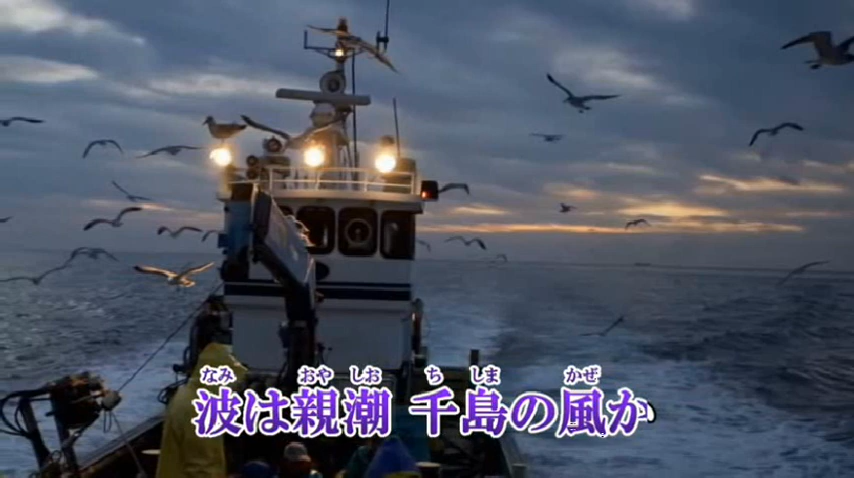 なみ おや しお ち しま かぜ
波は親潮 千島の風か